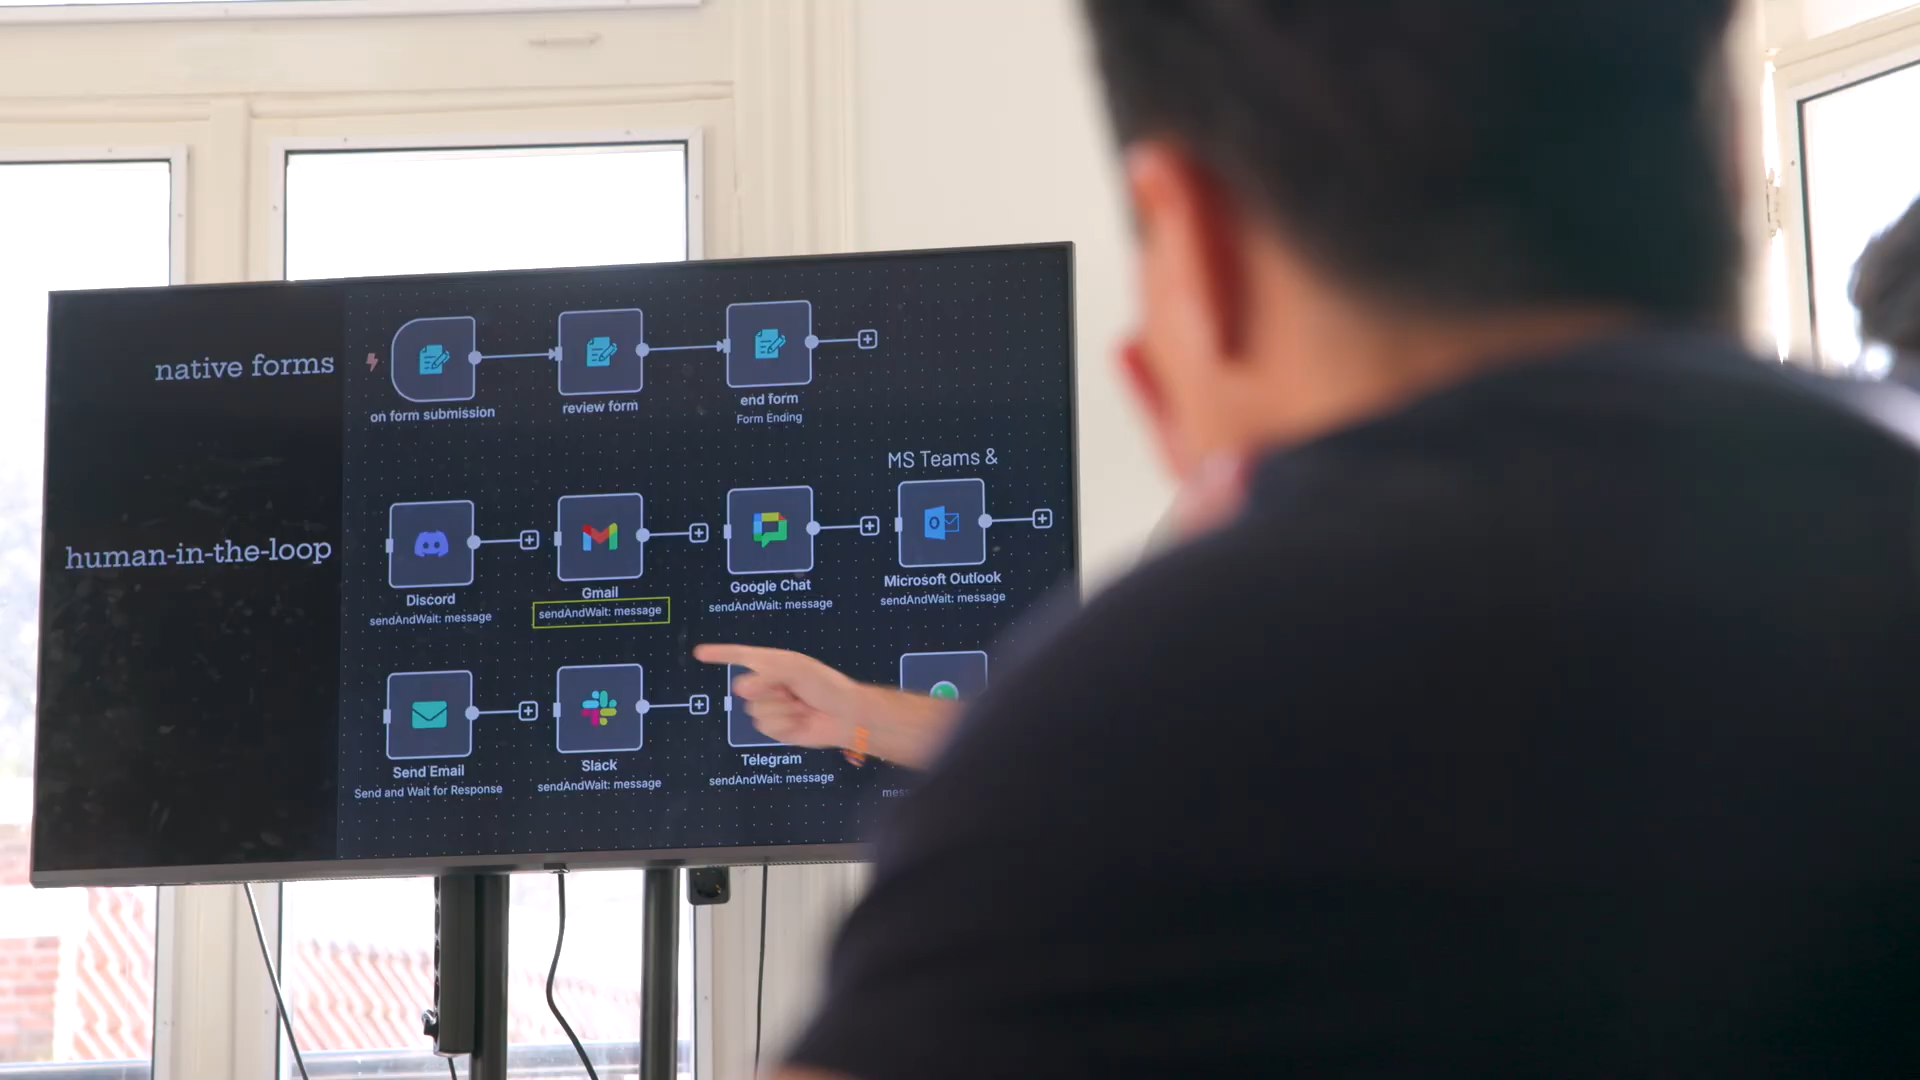 native forms
on form submission
review form
end form
Form Ending
MS Teams &
human-in-the-loop
Discord
sendAndWait: message
Gmail
sendAndWait: message
Google Chat
sendAndWait: message
Microsoft Outlook
sendAndWait: message
Send Email
Send and Wait for Response
Slack
sendAndWait: message
Telegram
sendAndWait: message